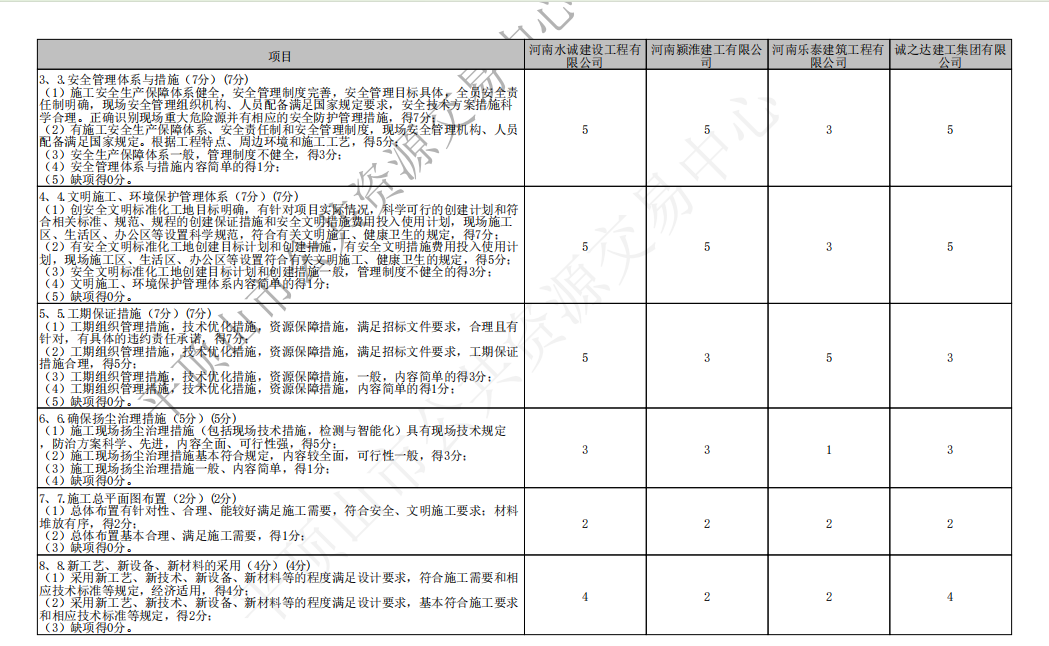 项目
河南水诚建设工程有限公司
河南颍淮建工有限公司
河南乐泰建筑工程有限公司
诚之达建工集团有限公司
3、3.安全管理体系与措施（7分）(7分)
（1）施工安全生产保障体系健全，安全管理制度完善，安全管理目标具体，全员安全责
任制明确，现场安全管理组织机构、人员配备满足国家规定要求，安全技术方案措施科
学合理。正确识别现场重大危险源并有相应的安全防护管理措施，得7分；
（2）有施工安全生产保障体系、安全责任制和安全管理制度，现场安全管理机构、人员
配备满足国家规定。根据工程特点、周边环境和施工工艺，得5分；
（3）安全生产保障体系一般，管理制度不健全，得3分；
（4）安全管理体系与措施内容简单的得1分；
（5）缺项得0分。
5
5
3
5
4、4.文明施工、环境保护管理体系（7分）(7分)
（1）创安全文明标准化工地目标明确，有针对项目实际情况，科学可行的创建计划和符
合相关标准、规范、规程的创建保证措施和安全文明措施费用投入使用计划，现场施工
区、生活区、办公区等设置科学规范，符合有关文明施工、健康卫生的规定，得7分；
（2）有安全文明标准化工地创建目标计划和创建措施，有安全文明措施费用投入使用计
划，现场施工区、生活区、办公区等设置符合有关文明施工、健康卫生的规定，得5分；
（3）安全文明标准化工地创建目标计划和创建措施一般，管理制度不健全的得3分；
（4）文明施工、环境保护管理体系内容简单的得1分；
（5）缺项得0分。
5
5
3
5
5、5.工期保证措施（7分）(7分)
（1）工期组织管理措施，技术优化措施，资源保障措施，满足招标文件要求，合理且有
针对，有具体的违约责任承诺，得7分；
（2）工期组织管理措施，技术优化措施，资源保障措施，满足招标文件要求，工期保证
措施合理，得5分；
（3）工期组织管理措施，技术优化措施，资源保障措施，一般，内容简单的得3分；
（4）工期组织管理措施，技术优化措施，资源保障措施，内容简单的得1分；
（5）缺项得0分。
5
3
5
3
6、6.确保扬尘治理措施（5分）(5分)
（1）施工现场扬尘治理措施（包括现场技术措施，检测与智能化）具有现场技术规定
，防治方案科学、先进，内容全面、可行性强，得5分；
（2）施工现场扬尘治理措施基本符合规定，内容较全面，可行性一般，得3分；
（3）施工现场扬尘治理措施一般、内容简单，得1分；
（4）缺项得0分。
3
3
1
3
7、7.施工总平面图布置（2分）(2分)
（1）总体布置有针对性、合理、能较好满足施工需要，符合安全、文明施工要求；材料
堆放有序，得2分；
（2）总体布置基本合理、满足施工需要，得1分；
（3）缺项得0分。
2
2
2
2
8、8.新工艺、新设备、新材料的采用（4分）(4分)
（1）采用新工艺、新技术、新设备、新材料等的程度满足设计要求，符合施工需要和相
应技术标准等规定，经济适用，得4分；
（2）采用新工艺、新技术、新设备、新材料等的程度满足设计要求，基本符合施工要求
和相应技术标准等规定，得2分；
（3）缺项得0分。
4
2
2
4
平顶山市公共资源交易中心
平顶山市公共资源交易中心